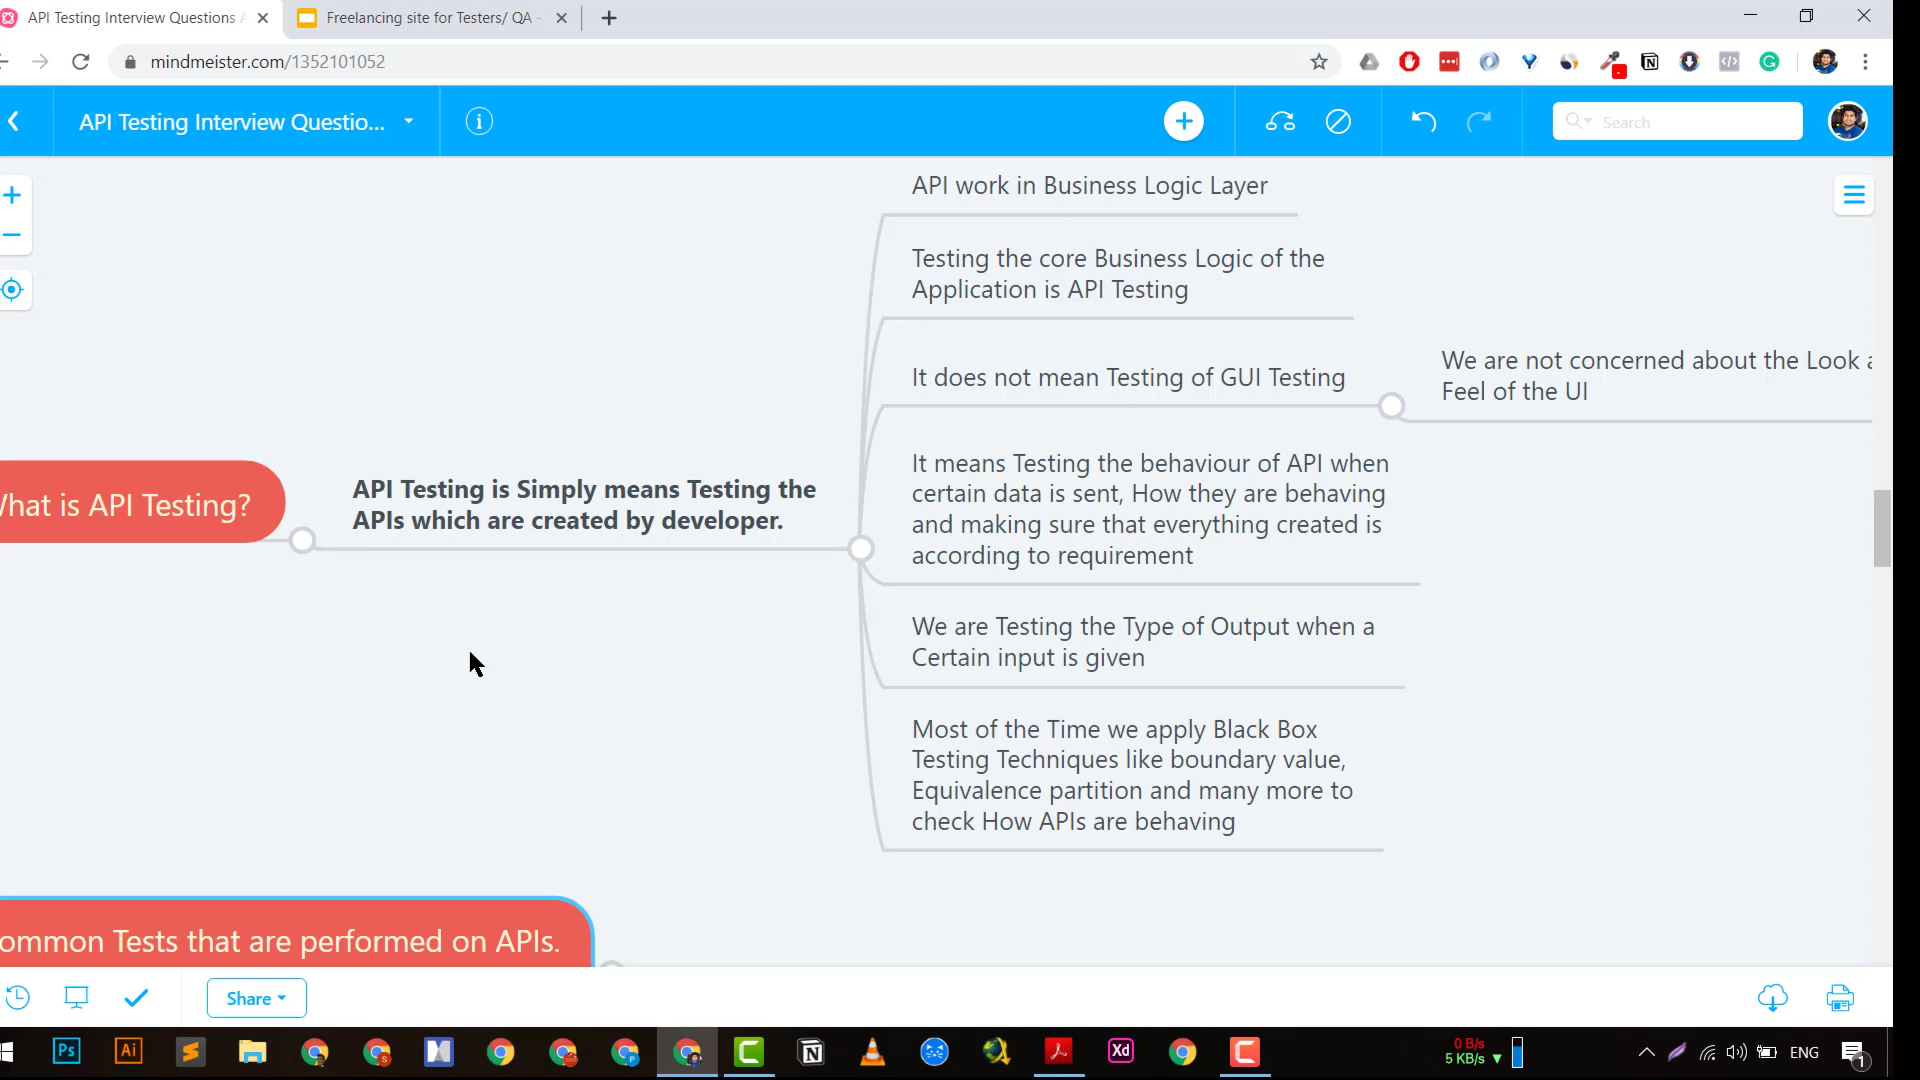 API Testing Interview Questions
Freelancing site for Testers/ QA -
mindmeister.com/1352101052
API Testing Interview Questio...
Search
API work in Business Logic Layer
Testing the core Business Logic of the
Application is API Testing
It does not mean Testing of GUI Testing
We are not concerned about the Look
Feel of the UI
It means Testing the behaviour of API when
certain data is sent, How they are behaving
and making sure that everything created is
according to requirement
What is API Testing?
API Testing is Simply means Testing the
APIs which are created by developer.
We are Testing the Type of Output when a
Certain input is given
Most of the Time we apply Black Box
Testing Techniques like boundary value,
Equivalence partition and many more to
check How APIs are behaving
ommon Tests that are performed on APIs.
Share
Ps
Ai
Xd
0 B/s
5 KB/s
ENG
1